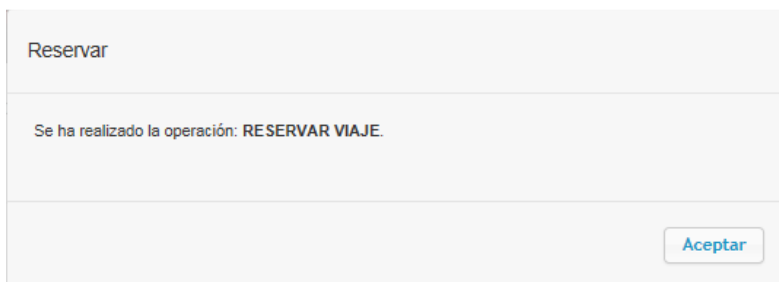 Reservar
Se ha realizado la operación: RESERVAR VIAJE.
Aceptar